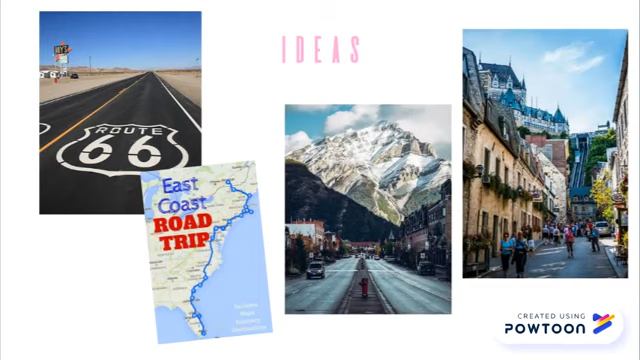 IDEAS
ROUTE
66
East
Coast
ROAD
TRIP
CREATED USING
POWTOON